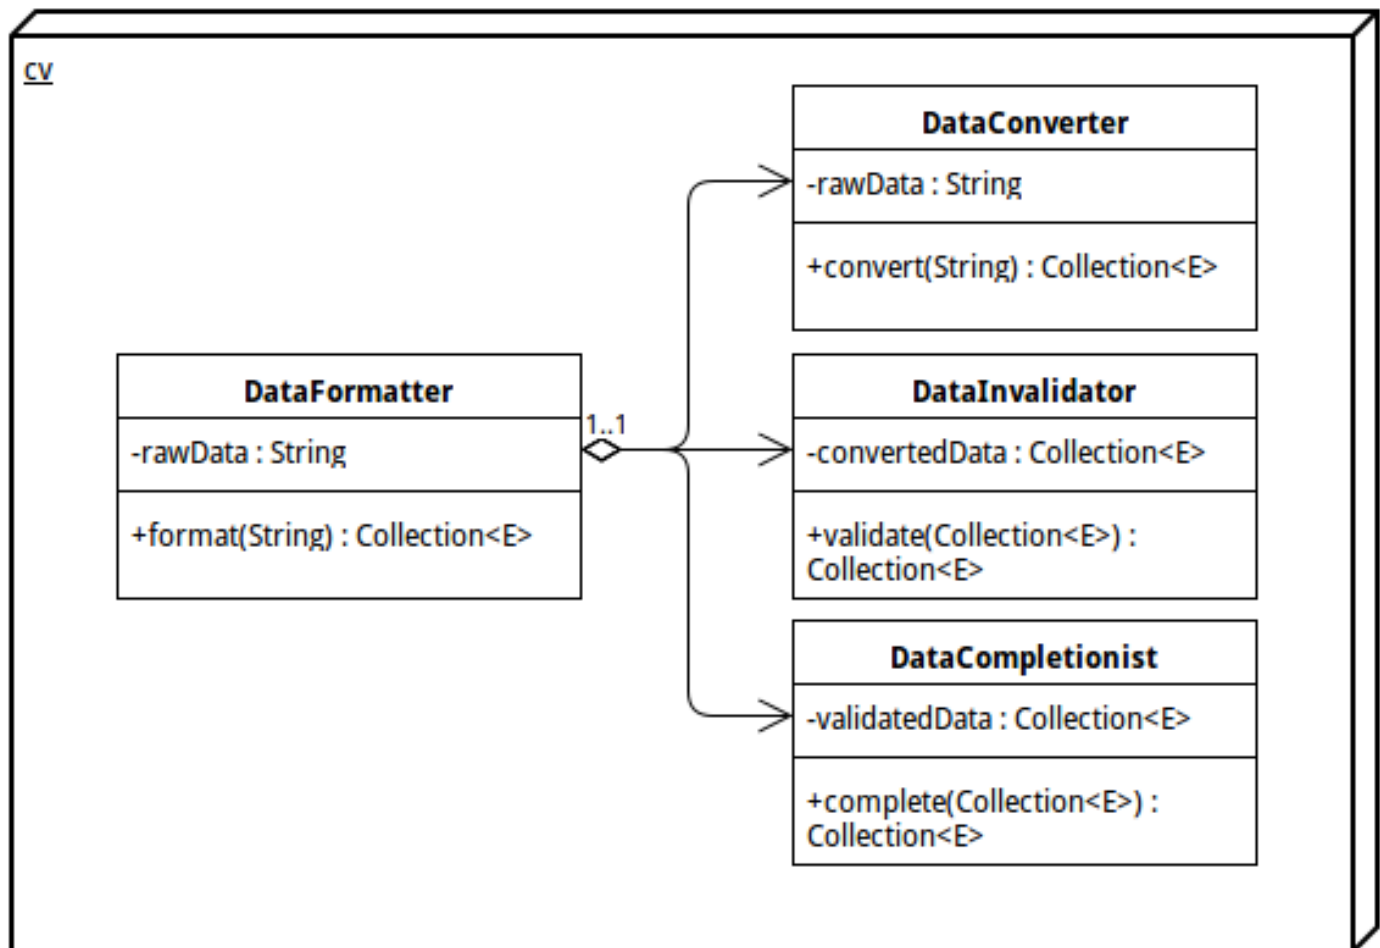 cv
DataConverter
-rawData : String
+convert(String) : Collection<E>
DataFormatter
-rawData : String
+format(String) : Collection<E>
1..1
DataInvalidator
-convertedData : Collection<E>
+validate(Collection<E>) :
Collection<E>
DataCompletionist
-validatedData : Collection<E>
+complete(Collection<E>) :
Collection<E>